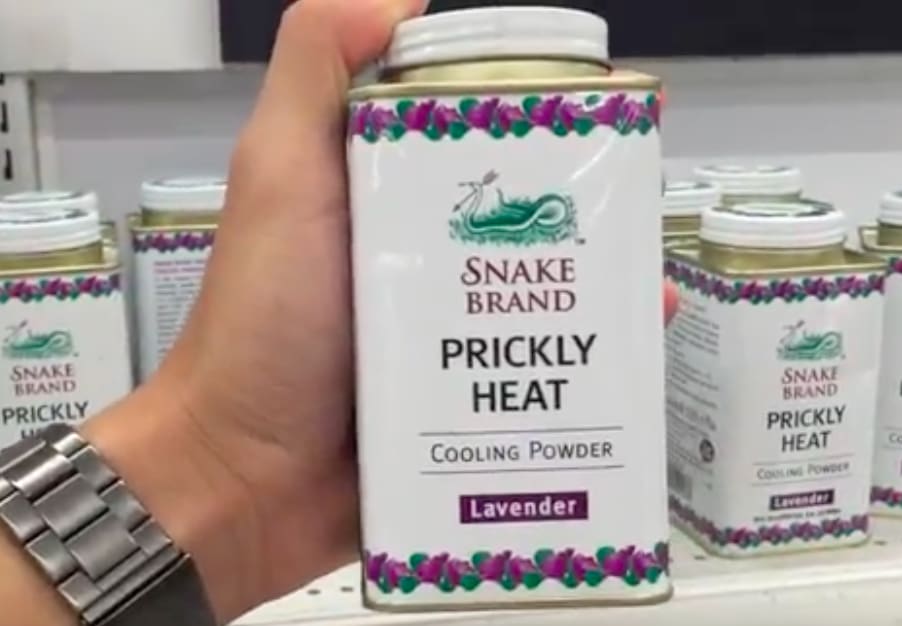 SNAKE
BRAND
PRICKLY
HEAT
COOLING POWDER
Lavender
SNAKE
BRAND
PRICKLY
SNAKE
BRAND
PRICKLY
HEAT
COOLING POWDER
Lavender